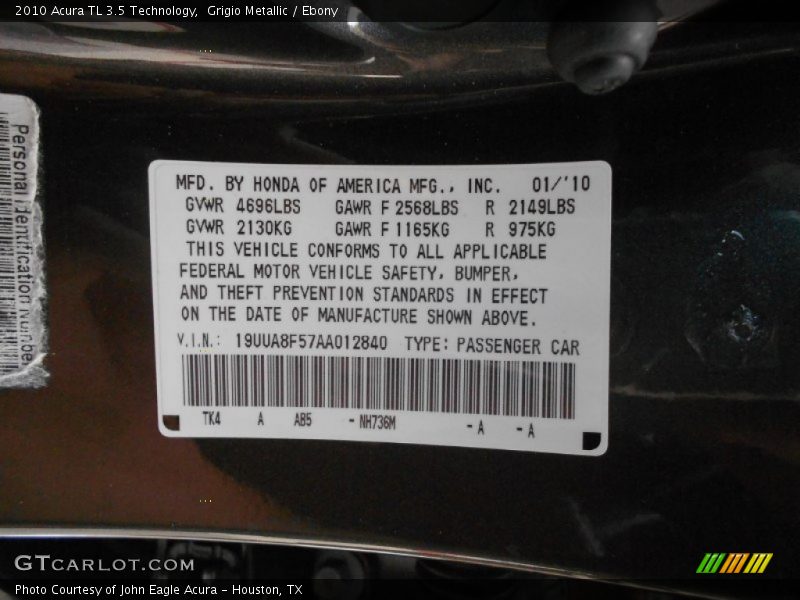 2010 Acura TL 3.5 Technology, Grigio Metallic / Ebony
Personal Identification Number
MFD. BY HONDA OF AMERICA MFG., INC. 01/'10
GVWR 4696LBS GAWR F 2568LBS R 2149LBS
GVWR 2130KG GAWR F 1165KG R 975KG
THIS VEHICLE CONFORMS TO ALL APPLICABLE
FEDERAL MOTOR VEHICLE SAFETY, BUMPER,
AND THEFT PREVENTION STANDARDS IN EFFECT
ON THE DATE OF MANUFACTURE SHOWN ABOVE.
V.I.N.: 19UUA8F57AA012840 TYPE: PASSENGER CAR
TK4 A AB5 - NH736M - A - A
GTCARLOT.COM
Photo Courtesy of John Eagle Acura - Houston, TX